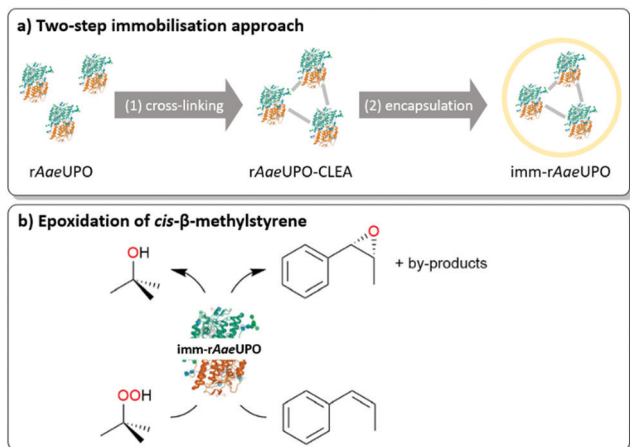 a) Two-step immobilisation approach
(1) cross-linking
(2) encapsulation
rAaeUPO
rAaeUPO-CLEA
imm-rAaeUPO
b) Epoxidation of cis-β-methylstyrene
OH
O
+ by-products
imm-rAaeUPO
OOH